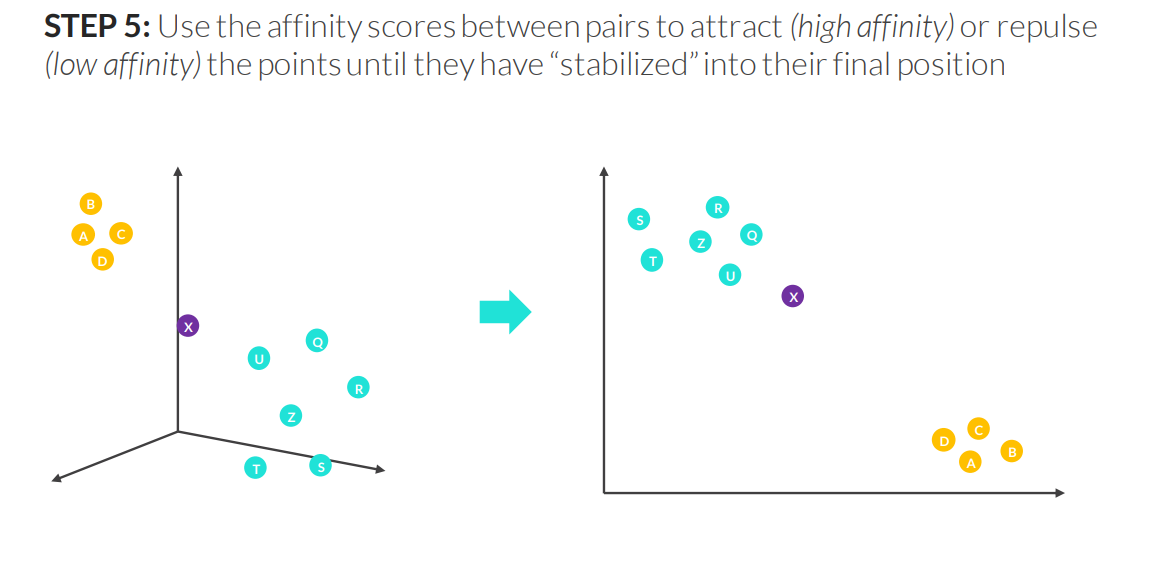 STEP 5: Use the affinity scores between pairs to attract (high affinity) or repulse
(low affinity) the points until they have “stabilized” into their final position
B
A
C
D
X
U
Q
R
Z
T
S
S
R
Z
Q
T
U
X
D
C
B
A